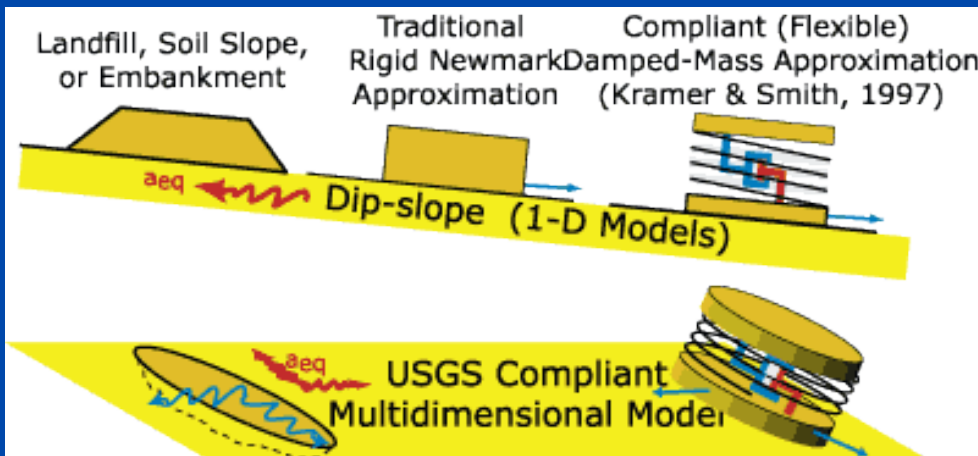 Landfill, Soil Slope,
or Embankment
Traditional
Rigid Newmark
Approximation
Compliant (Flexible)
Damped-Mass Approximation
(Kramer & Smith, 1997)
aeq
Dip-slope (1-D Models)
aeq
USGS Compliant
Multidimensional Model